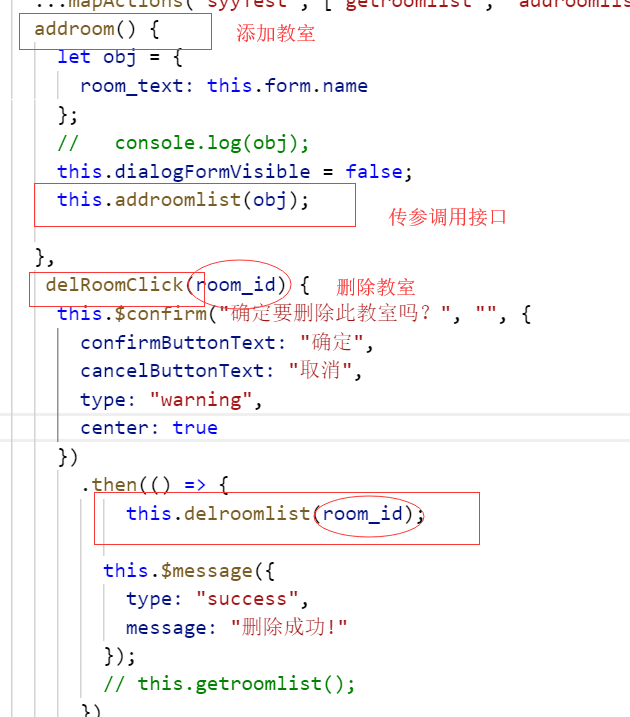 ...mapActions( syyTest , [ getroomlist , addroomlis
addroom() { 添加教室
let obj = {
room_text: this.form.name
};
//   console.log(obj);
this.dialogFormVisible = false;
this.addroomlist(obj);
传参调用接口
},
delRoomClick(room_id) { 删除教室
this.$confirm("确定要删除此教室吗？", "", {
confirmButtonText: "确定",
cancelButtonText: "取消",
type: "warning",
center: true
})
.then(() => {
this.delroomlist(room_id);
this.$message({
type: "success",
message: "删除成功!"
});
// this.getroomlist();
})